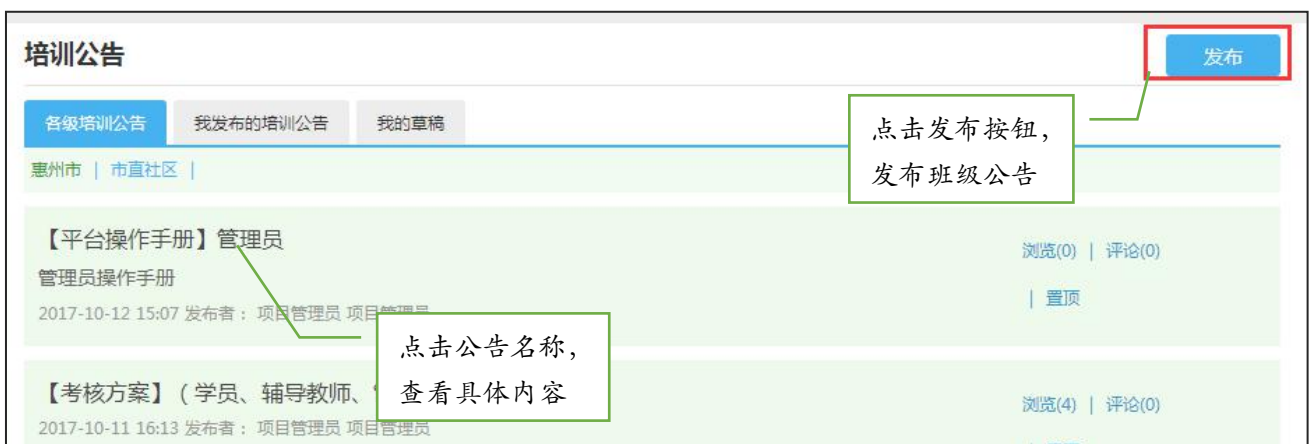 培训公告
发布
各级培训公告 我发布的培训公告 我的草稿
点击发布按钮，
发布班级公告
惠州市 | 市直社区 |
【平台操作手册】管理员
浏览(0) | 评论(0)
管理员操作手册
| 置顶
2017-10-12 15:07 发布者： 项目管理员 项目管理员
点击公告名称，
查看具体内容
【考核方案】（学员、辅导教师、
浏览(4) | 评论(0)
2017-10-11 16:13 发布者： 项目管理员 项目管理员